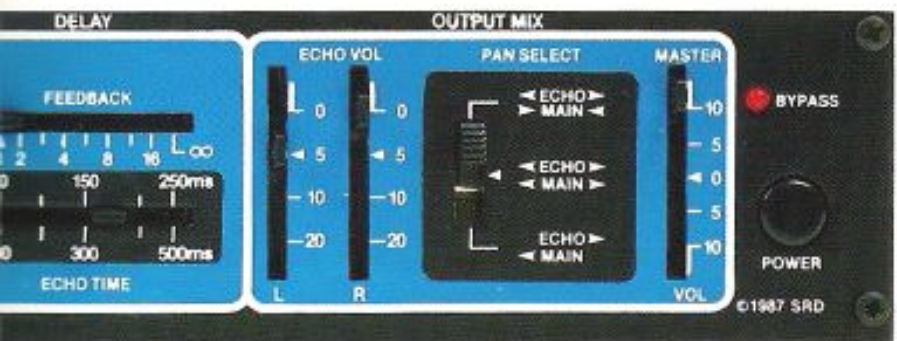 DELAY
OUTPUT MIX
FEEDBACK
2 4 8 16 ∞
150 250ms
300 500ms
ECHO TIME
ECHO VOL
0 0
5 5
10 10
20 20
L R
PAN SELECT
◄ECHO►
►MAIN◄
◄ECHO►
◄MAIN►
ECHO►
◄MAIN
MASTER
10
5
0
5
10
VOL
BYPASS
POWER
©1987 SRD